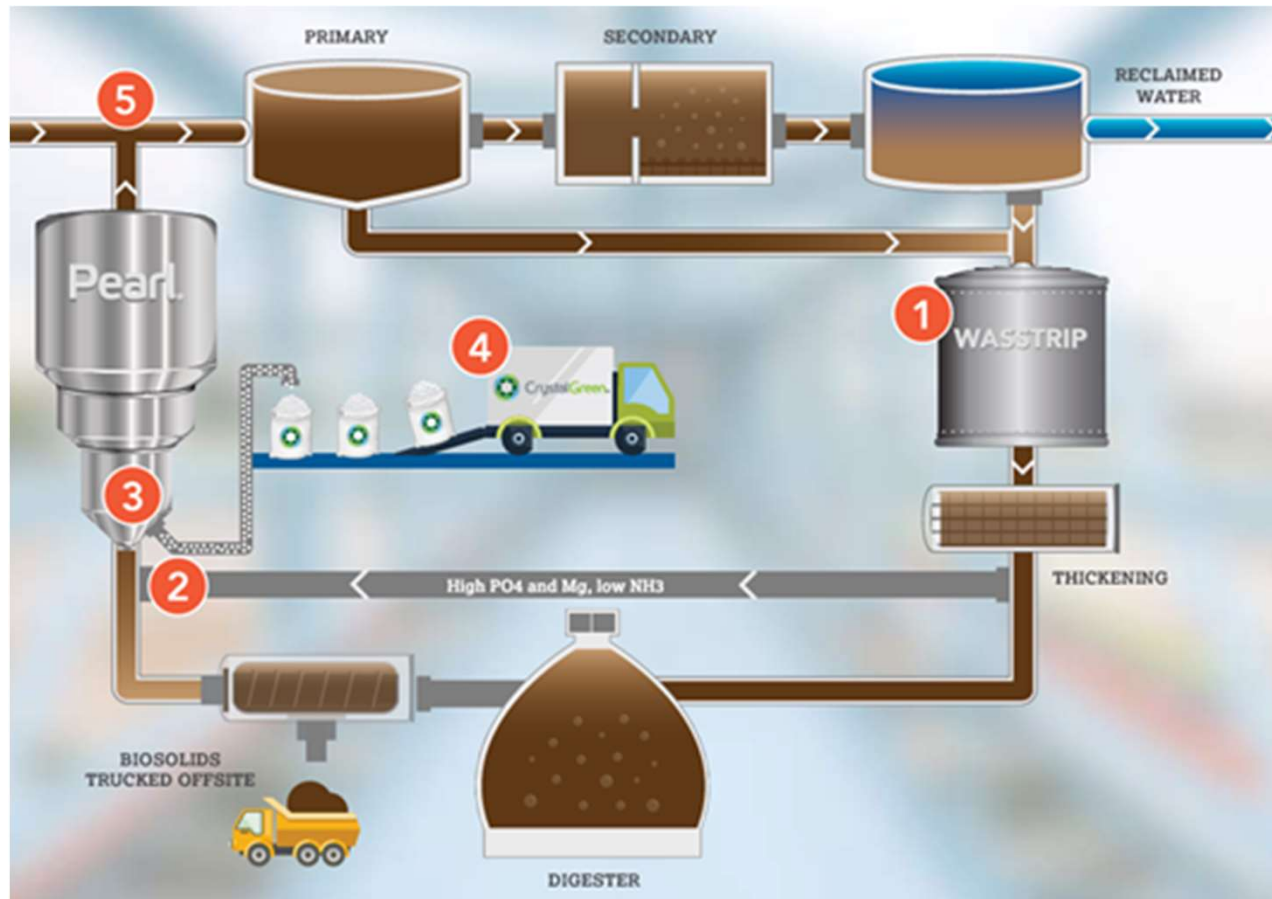 PRIMARY
SECONDARY
RECLAIMED
WATER
5
Pearl.
1
WASSTRIP
4
CrystalGreen
3
2
High PO4 and Mg, low NH3
THICKENING
BIOSOLIDS
TRUCKED OFFSITE
DIGESTER